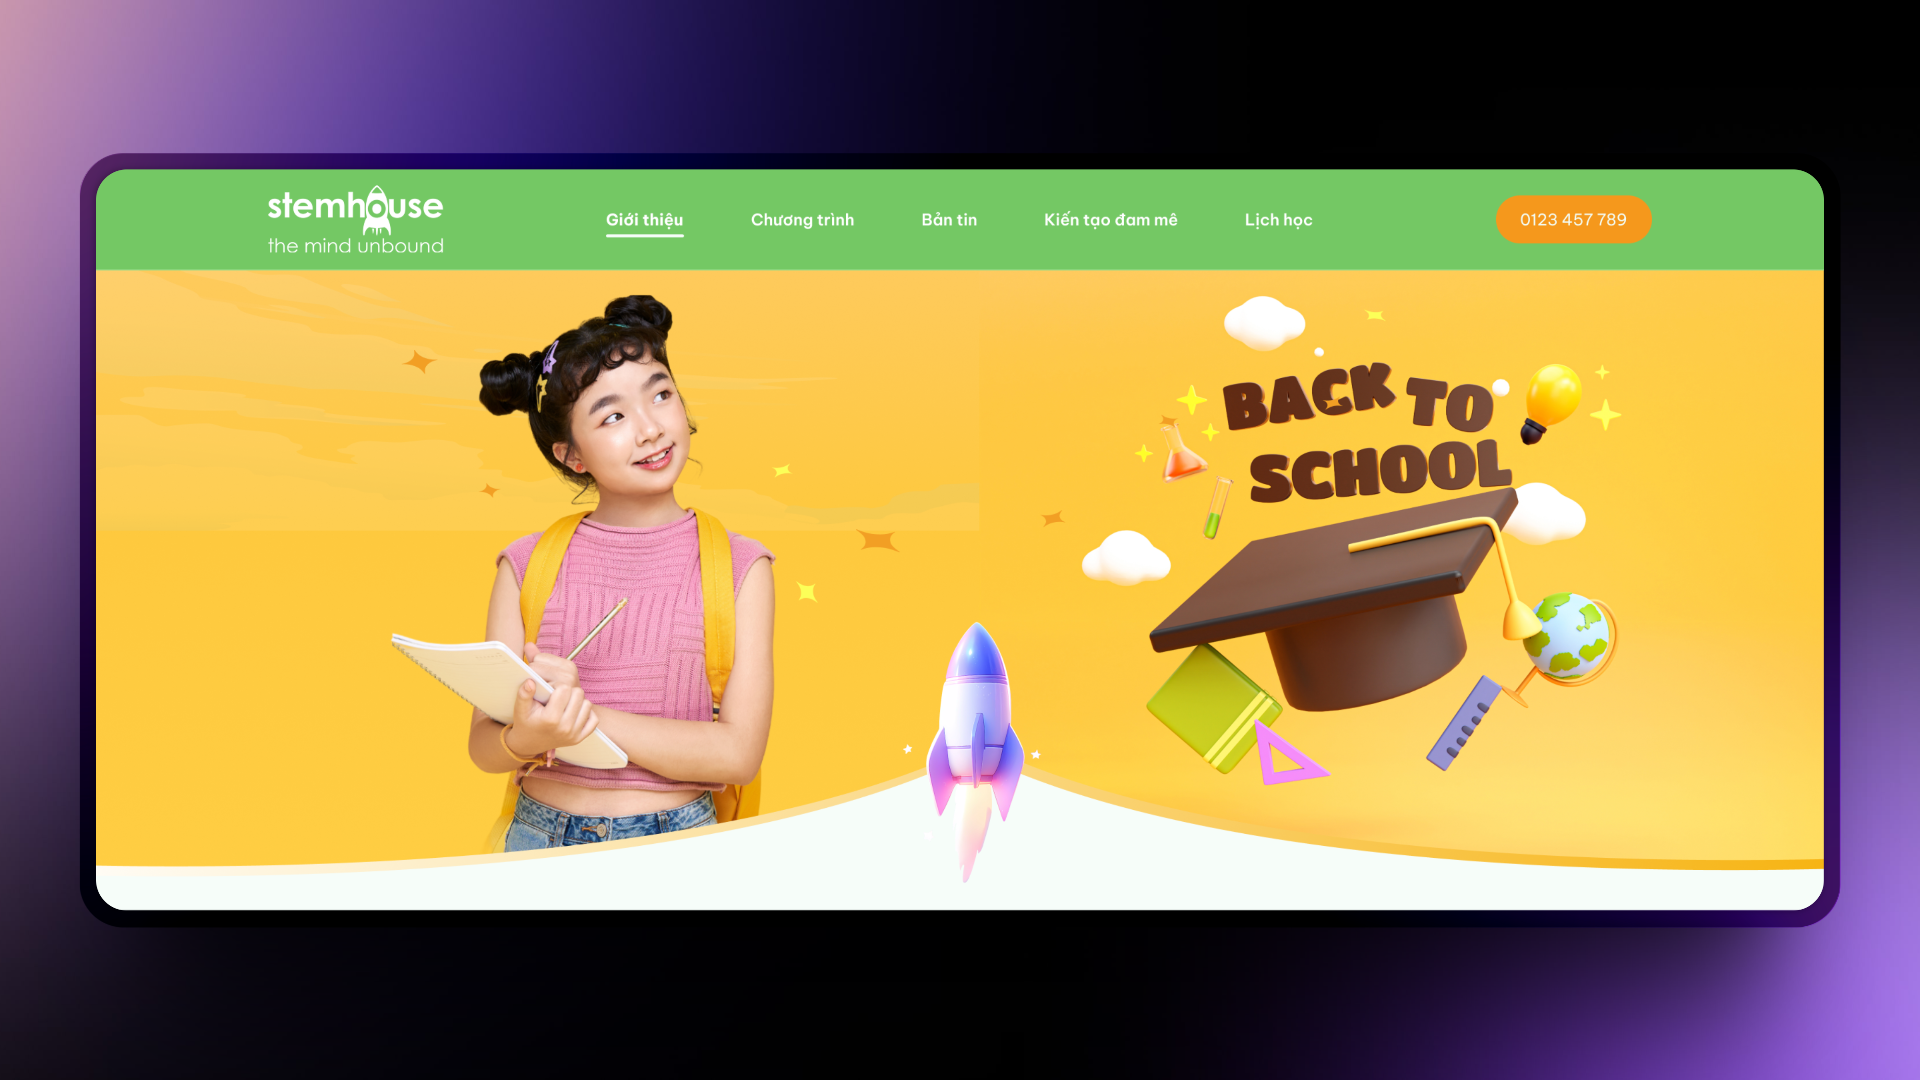 stemhouse
the mind unbound
Giới thiệu
Chương trình
Bản tin
Kiến tạo đam mê
Lịch học
0123 457 789
BACK TO
SCHOOL